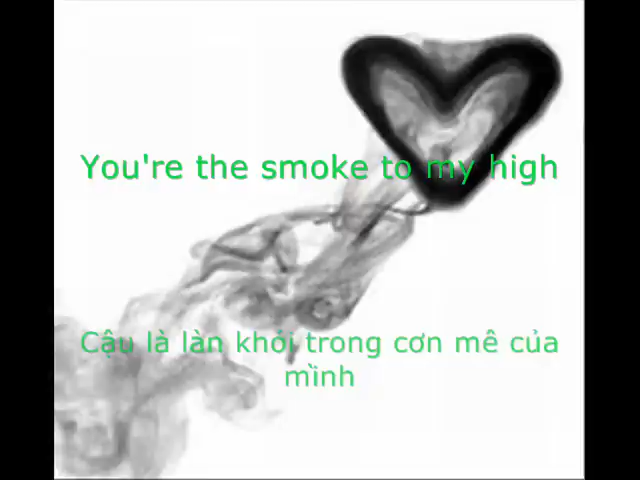 You're the smoke to my high
Cậu là làn khói trong cơn mê của
mình